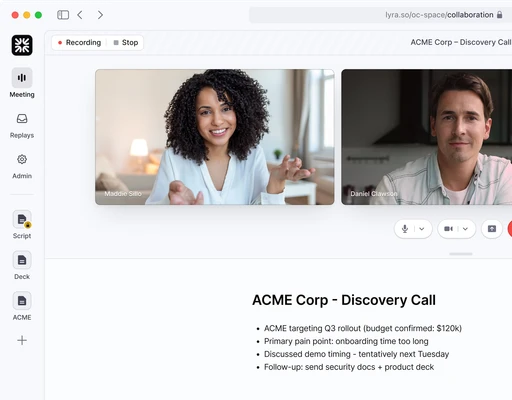 lyra.so/oc-space/collaboration
Recording
Stop
ACME Corp – Discovery Call
Meeting
Replays
Admin
Script
Deck
ACME
Maddie Sillo
Daniel Clawson
ACME Corp - Discovery Call
• ACME targeting Q3 rollout (budget confirmed: $120k)
• Primary pain point: onboarding time too long
• Discussed demo timing - tentatively next Tuesday
• Follow-up: send security docs + product deck